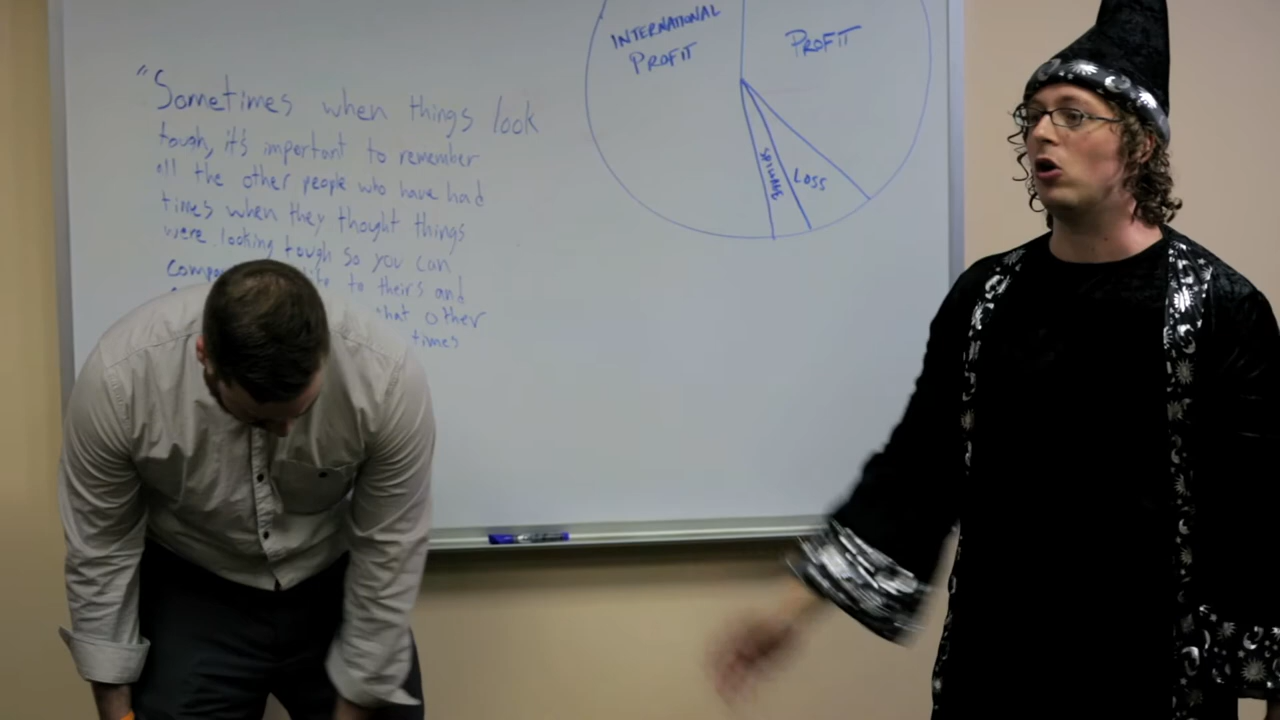 INTERNATIONAL
PROFIT
PROFIT
LOSS
"Sometimes when things look
tough, it's important to remember
all the other people who have had
times when they thought things
were looking tough so you can
to theirs and
other
times